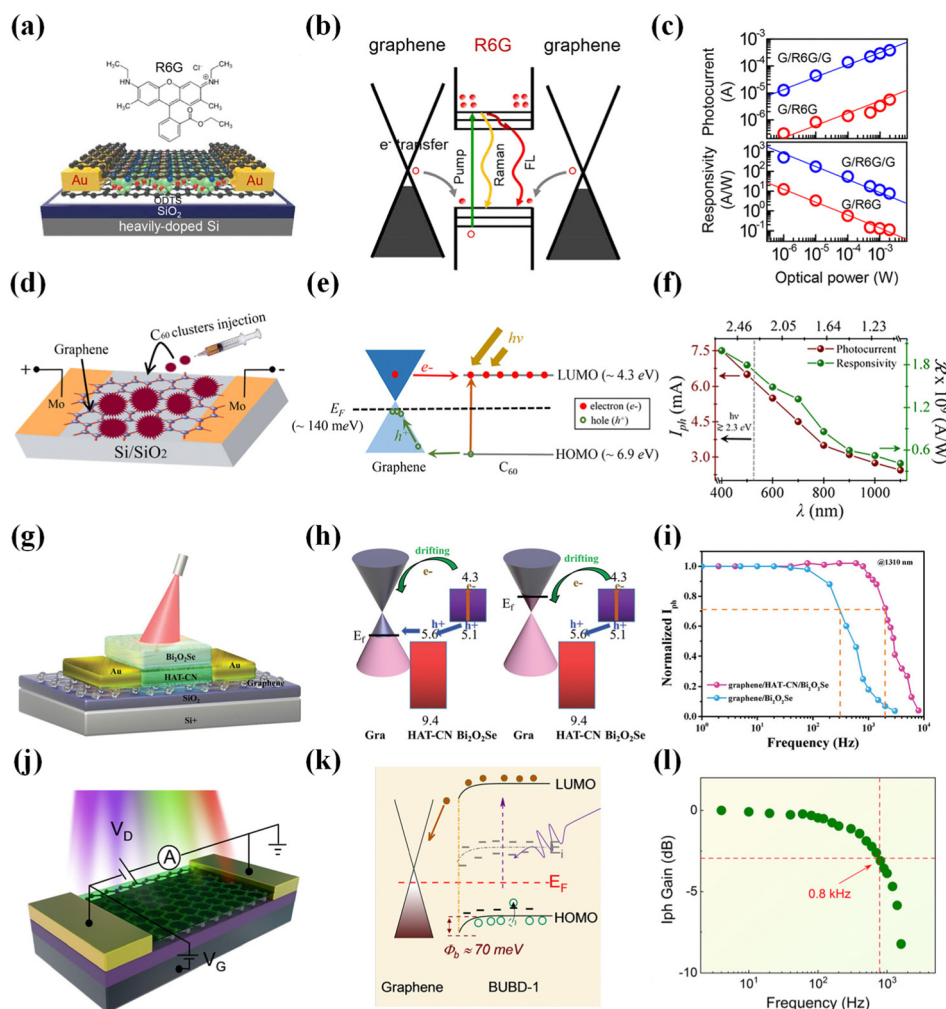 (a)
R6G
Cl⁻
HN
NH⁺
H₃C
CH₃
O
O
CH₃
Au
Au
ODTS
SiO₂
heavily-doped Si
(b)
graphene R6G graphene
e⁻ transfer
Pump
Raman
FL
(c)
Photocurrent (A)
10⁻³
10⁻⁴
10⁻⁵
10⁻⁶
G/R6G/G
G/R6G
Responsivity (A/W)
10³
10²
10¹
10⁰
10⁻¹
G/R6G/G
G/R6G
10⁻⁶ 10⁻⁵ 10⁻⁴ 10⁻³
Optical power (W)
(d)
C₆₀ clusters injection
Graphene
+
-
Mo
Mo
Si/SiO₂
(e)
hν
e-
LUMO (~ 4.3 eV)
E_F
(~ 140 meV)
electron (e-)
hole (h⁺)
h⁺
Graphene
C₆₀
HOMO (~ 6.9 eV)
(f)
2.46 2.05 1.64 1.23
Photocurrent
Responsivity
I_ph (mA)
7.5
6.0
4.5
3.0
hν
≈ 2.3 eV
2.4
1.8
1.2
0.6
ℜ x 10⁹ (A/W)
400 600 800 1000
λ (nm)
(g)
Bi₂O₂Se
Au
HAT-CN
Au
Graphene
SiO₂
Si+
(h)
drifting
e-
4.3
e-
h+
E_f
5.6
h+
5.1
9.4
Gra HAT-CN Bi₂O₂Se
drifting
e-
4.3
e-
E_f
h+
5.6
h+
5.1
9.4
Gra HAT-CN Bi₂O₂Se
(i)
@1310 nm
Normalized I_ph
1.0
0.8
0.6
0.4
0.2
0.0
graphene/HAT-CN/Bi₂O₂Se
graphene/Bi₂O₂Se
10⁰ 10¹ 10² 10³ 10⁴
Frequency (Hz)
(j)
V_D
A
V_G
(k)
LUMO
E_i
E_F
HOMO
Φ_b ≈ 70 meV
Graphene BUBD-1
(l)
Iph Gain (dB)
0
-5
-10
0.8 kHz
10¹ 10² 10³
Frequency (Hz)